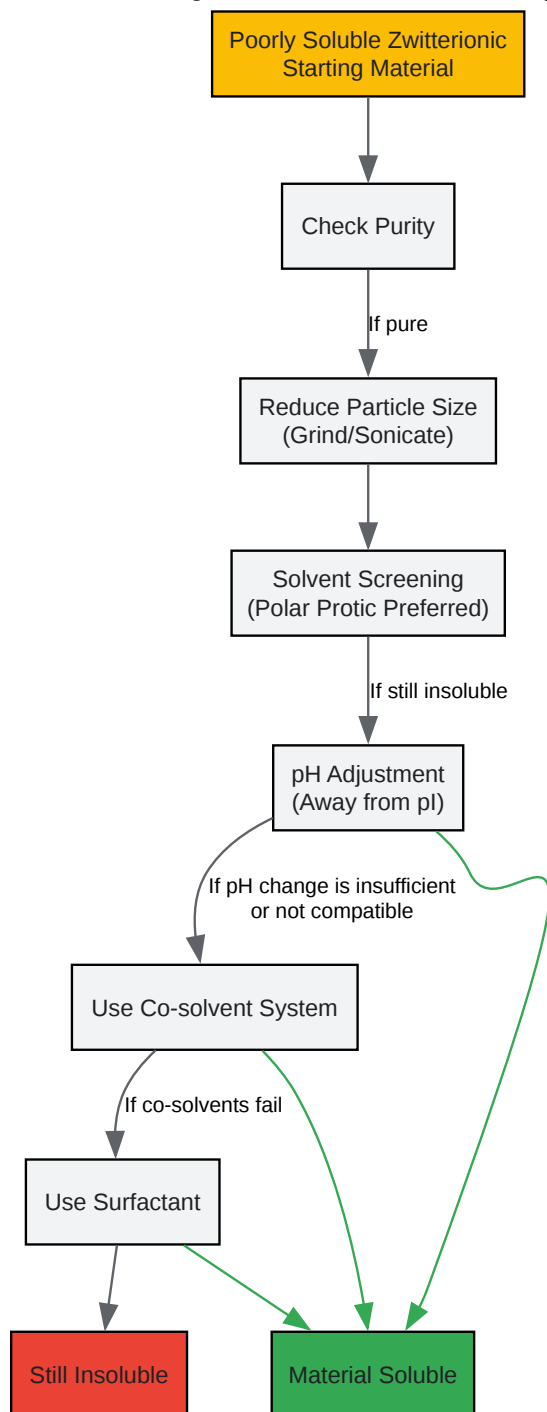 Poorly Soluble Zwitterionic
Starting Material
Check Purity
If pure
Reduce Particle Size
(Grind/Sonicate)
Solvent Screening
(Polar Protic Preferred)
If still insoluble
pH Adjustment
(Away from pI)
If pH change is insufficient
or not compatible
Use Co-solvent System
If co-solvents fail
Use Surfactant
Still Insoluble
Material Soluble